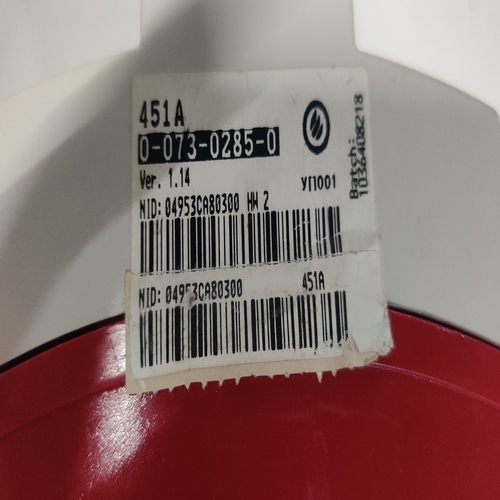 451A
0-073-0285-0
Ver. 1.14
УП001
NID: 04953CA80300 HW 2
Batch:
1036408218
NID: 04953CA80300
451A